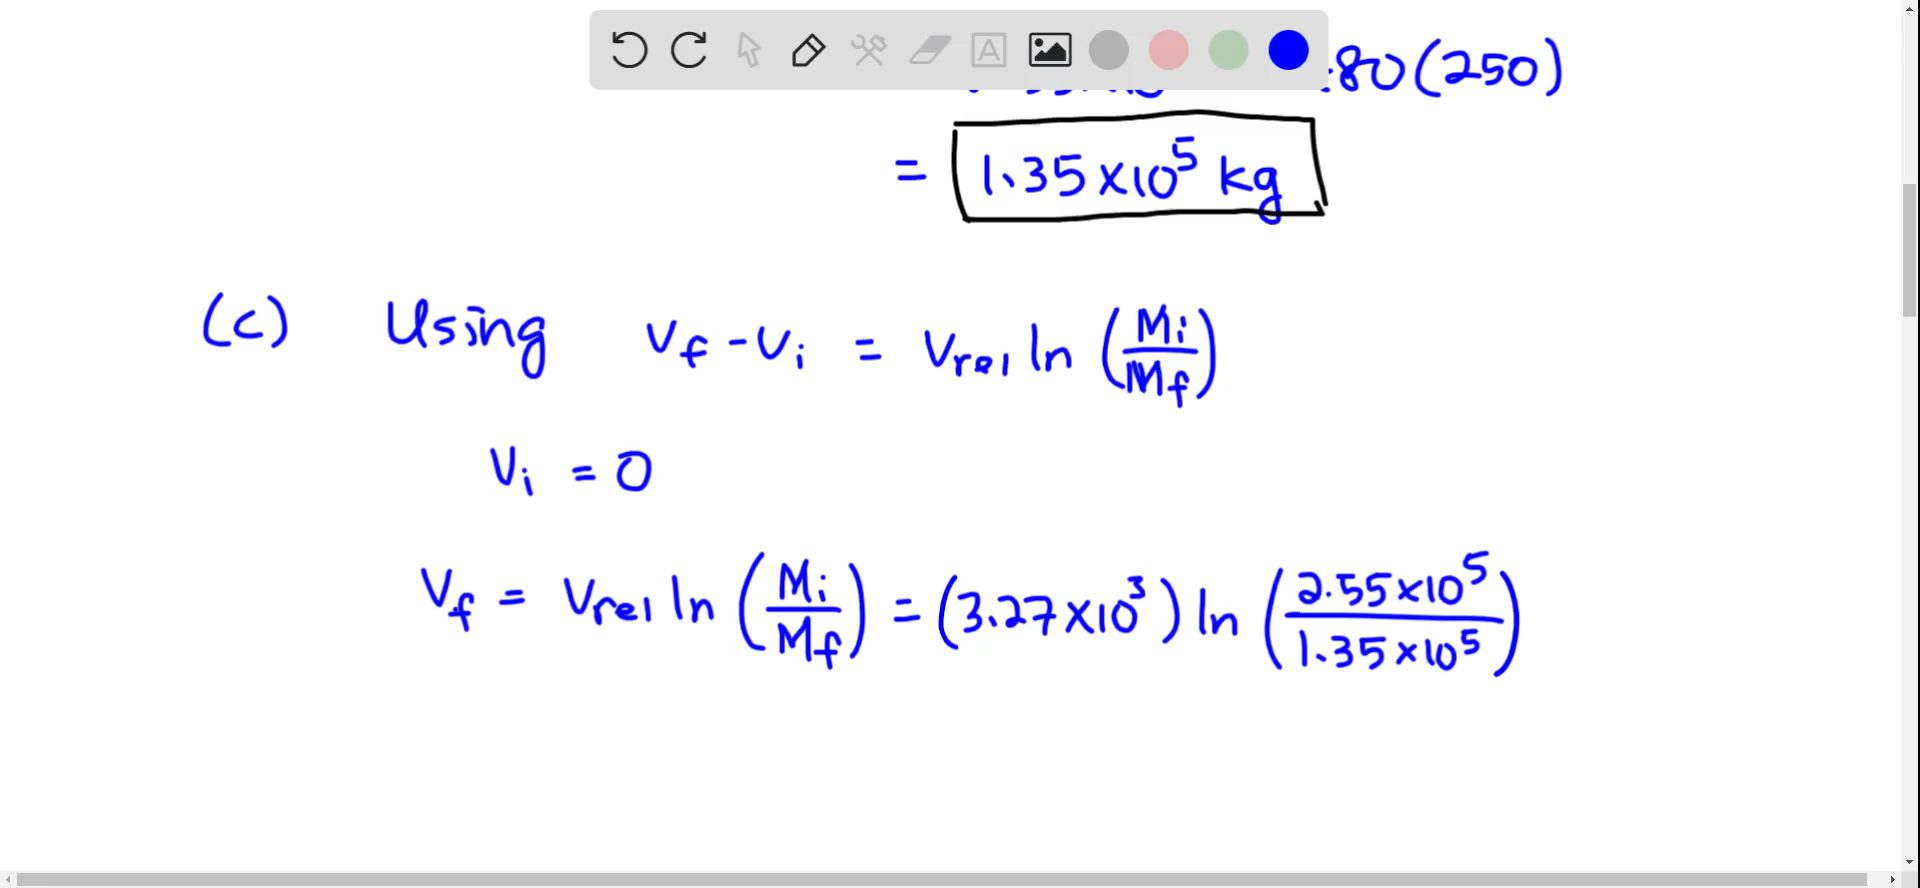 .80(250)
= 1.35×10⁵ kg
(c) Using V_f - V_i = V_rel ln (M_i/M_f)
V_i = 0
V_f = V_rel ln (M_i/M_f) = (3.27×10³) ln (2.55×10⁵/1.35×10⁵)